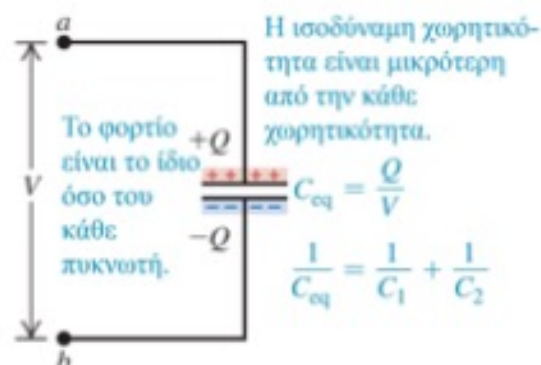 a
Η ισοδύναμη χωρητικό-
τητα είναι μικρότερη
από την κάθε
χωρητικότητα.
Το φορτίο
είναι το ίδιο
όσο του
κάθε
πυκνωτή.
+Q
++++
V
−Q
C_eq = Q/V
1/C_eq = 1/C_1 + 1/C_2
b